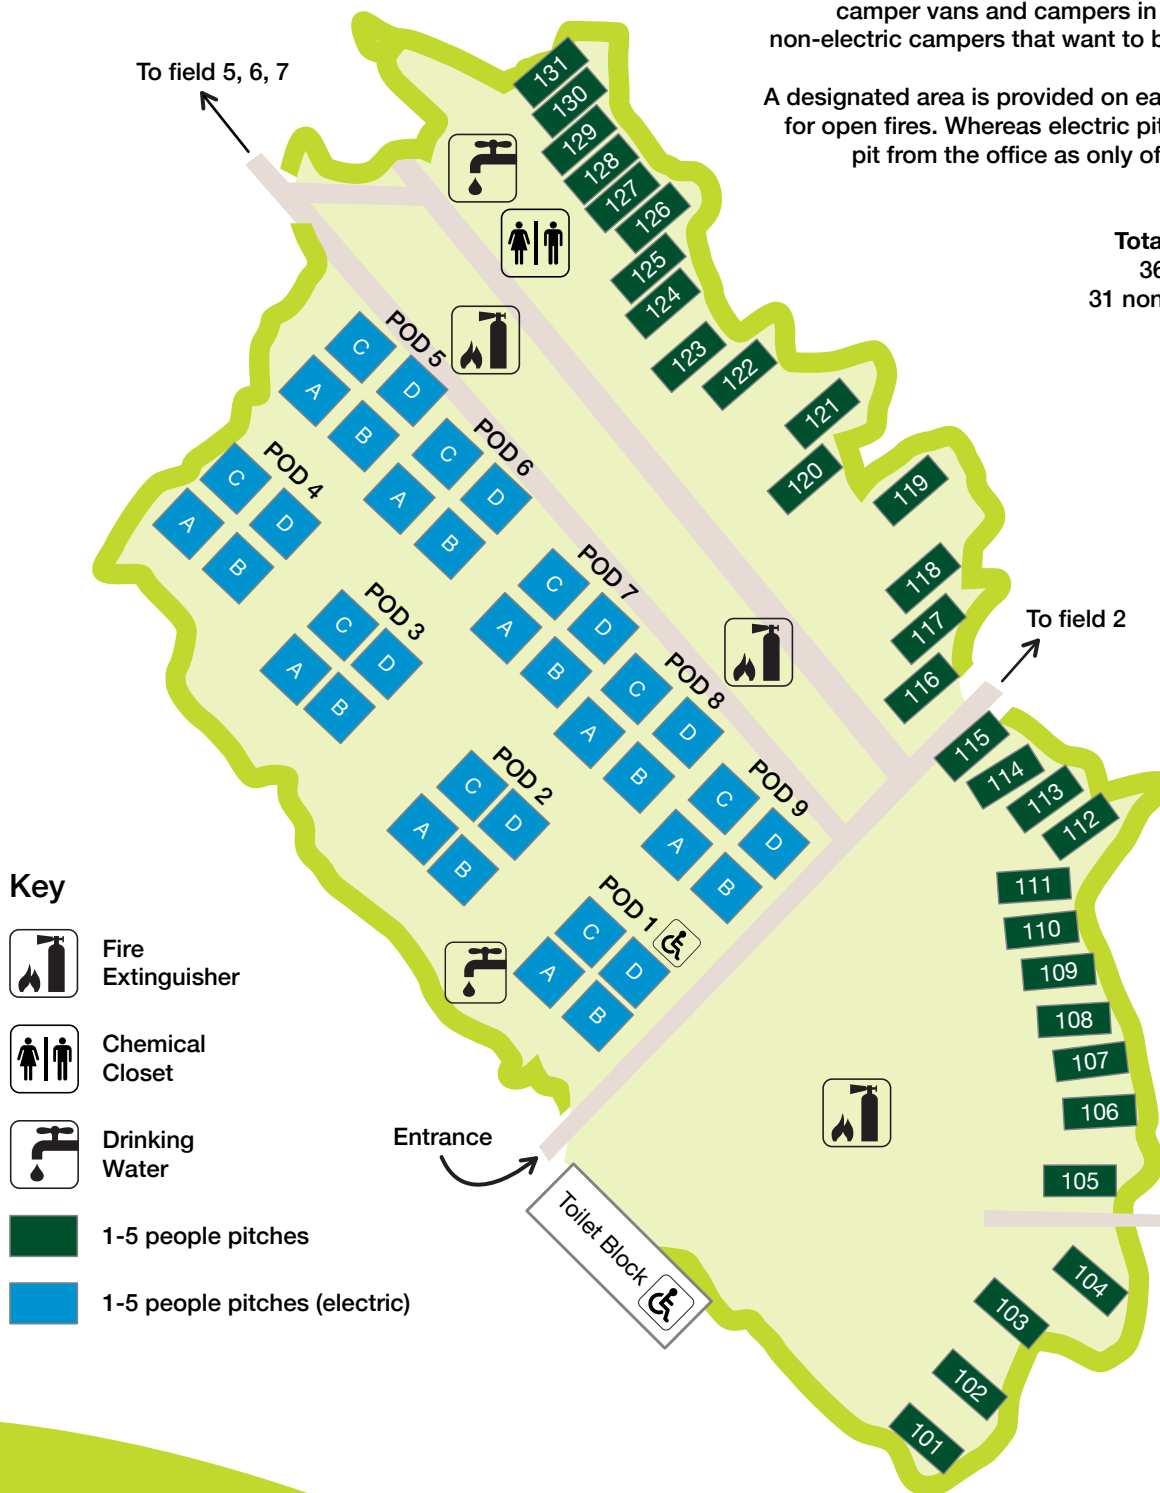 camper vans and campers in
non-electric campers that want to b
A designated area is provided on ea
for open fires. Whereas electric pit
pit from the office as only of
Tota
36
31 non
To field 5, 6, 7
131
130
129
128
127
126
125
124
123
122
121
120
119
118
117
116
To field 2
115
114
113
112
111
110
109
108
107
106
105
104
103
102
101
POD 5
C
D
A
B
POD 6
C
D
A
B
POD 4
C
D
A
B
POD 7
C
D
A
B
POD 3
C
D
A
B
POD 8
C
D
A
B
POD 2
C
D
A
B
POD 9
C
D
A
B
POD 1
C
D
A
B
Key
Fire
Extinguisher
Chemical
Closet
Drinking
Water
1-5 people pitches
1-5 people pitches (electric)
Entrance
Toilet Block